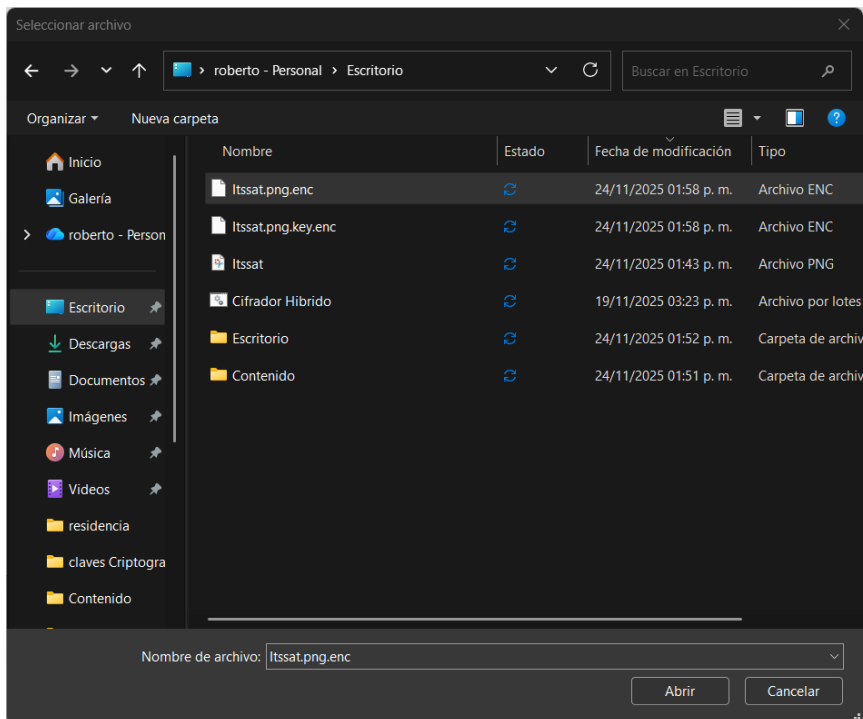 Seleccionar archivo
roberto - Personal > Escritorio
Buscar en Escritorio
Organizar
Nueva carpeta
Inicio
Galería
roberto - Person
Escritorio
Descargas
Documentos
Imágenes
Música
Videos
residencia
claves Criptogra
Contenido
Nombre Estado Fecha de modificación Tipo
Itssat.png.enc 24/11/2025 01:58 p. m. Archivo ENC
Itssat.png.key.enc 24/11/2025 01:58 p. m. Archivo ENC
Itssat 24/11/2025 01:43 p. m. Archivo PNG
Cifrador Hibrido 19/11/2025 03:23 p. m. Archivo por lotes
Escritorio 24/11/2025 01:52 p. m. Carpeta de archiv
Contenido 24/11/2025 01:51 p. m. Carpeta de archiv
Nombre de archivo: Itssat.png.enc
Abrir Cancelar